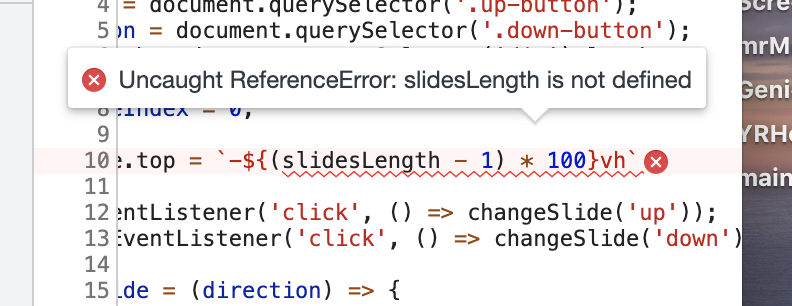 4 = document.querySelector('.up-button');
5 n = document.querySelector('.down-button');
Uncaught ReferenceError: slidesLength is not defined
8 eIndex = 0;
9
10 e.top = `-${(slidesLength - 1) * 100}vh`
11
12 entListener('click', () => changeSlide('up'));
13 EventListener('click', () => changeSlide('down')
14
15 ide = (direction) => {
Scre
mrM
Geni
YRH
main